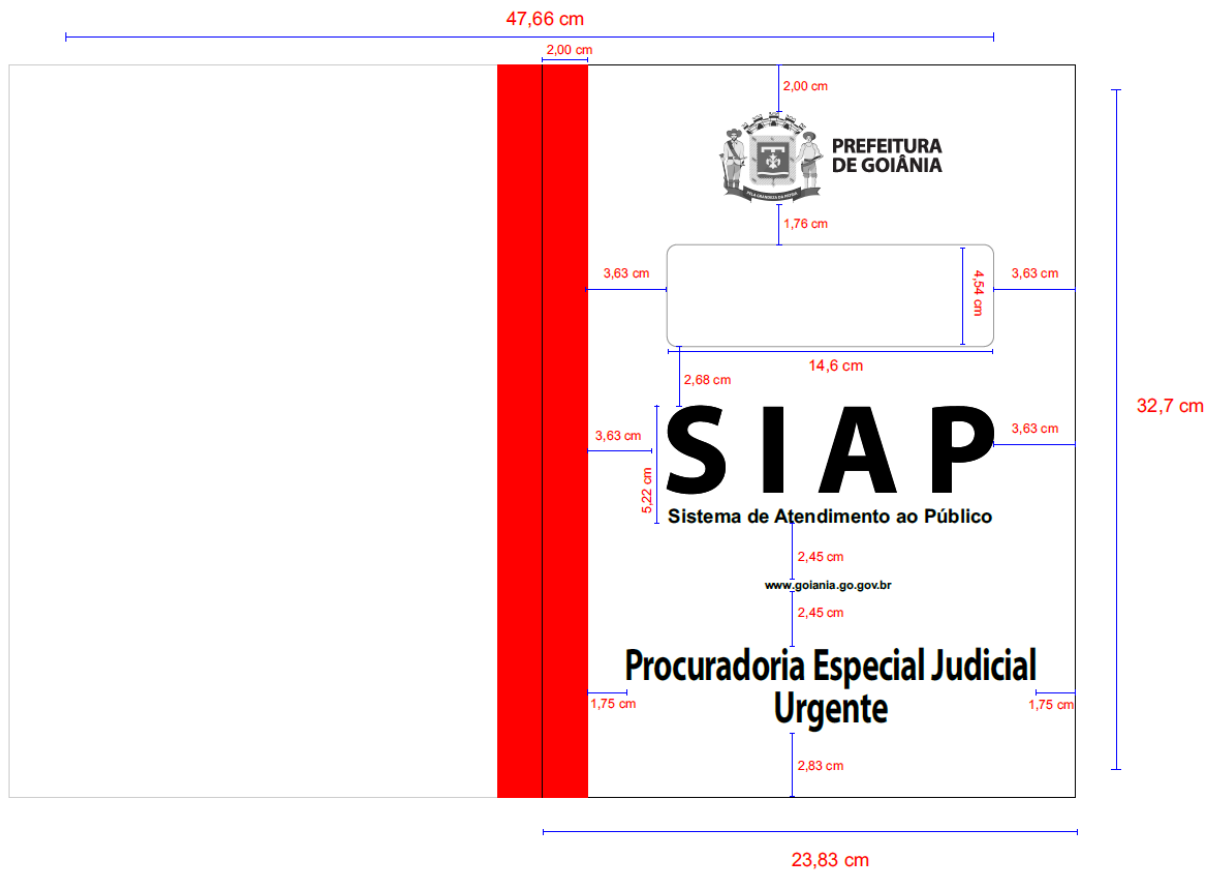 47,66 cm
2,00 cm
2,00 cm
PREFEITURA
DE GOIÂNIA
1,76 cm
3,63 cm
4,54 cm
3,63 cm
14,6 cm
2,68 cm
32,7 cm
SIAP
3,63 cm
3,63 cm
5,22 cm
Sistema de Atendimento ao Público
2,45 cm
www.goiania.go.gov.br
2,45 cm
Procuradoria Especial Judicial
Urgente
1,75 cm
1,75 cm
2,83 cm
23,83 cm